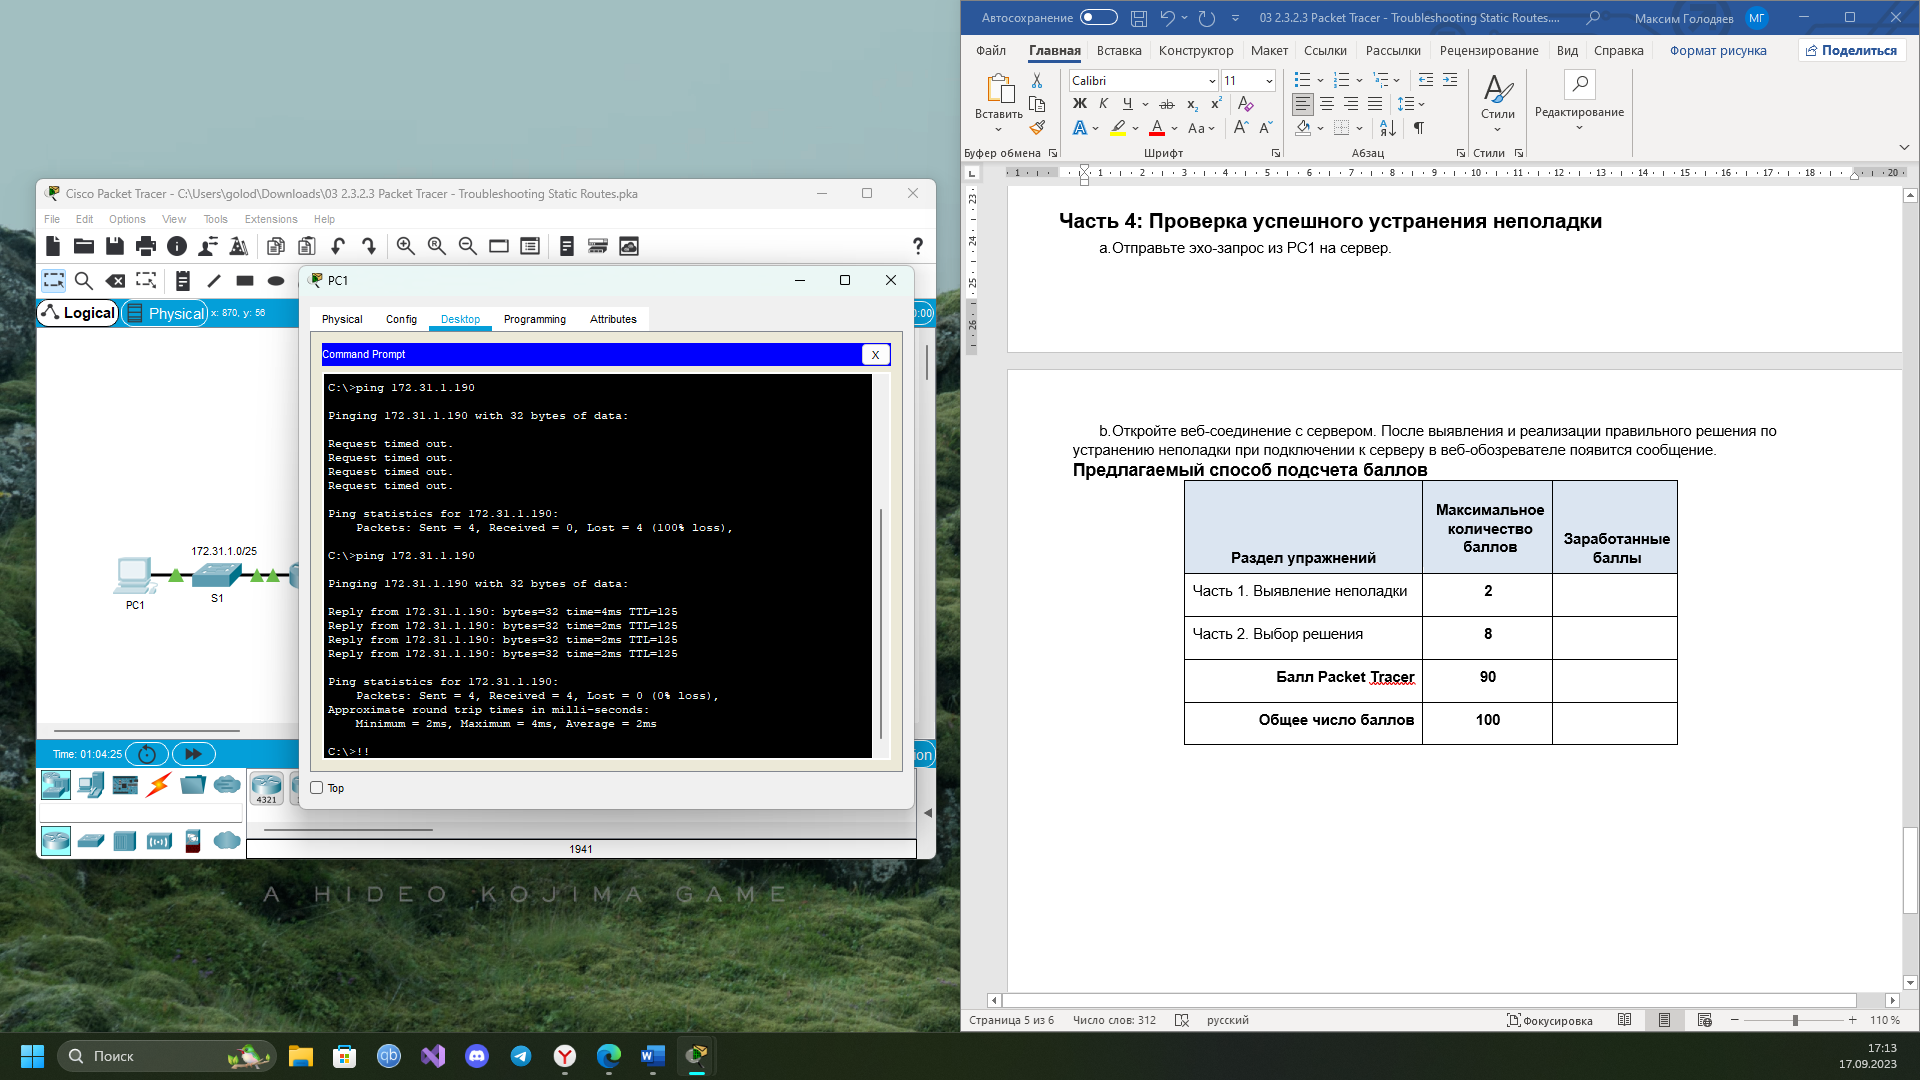 Cisco Packet Tracer - C:\Users\golod\Downloads\03 2.3.2.3 Packet Tracer - Troubleshooting Static Routes.pka
File Edit Options View Tools Extensions Help
Logical Physical x: 870, y: 56
172.31.1.0/25
PC1
S1
Time: 01:04:25
4321
1941
PC1
Physical Config Desktop Programming Attributes
Command Prompt X
C:\>ping 172.31.1.190
Pinging 172.31.1.190 with 32 bytes of data:
Request timed out.
Request timed out.
Request timed out.
Request timed out.
Ping statistics for 172.31.1.190:
Packets: Sent = 4, Received = 0, Lost = 4 (100% loss),
C:\>ping 172.31.1.190
Pinging 172.31.1.190 with 32 bytes of data:
Reply from 172.31.1.190: bytes=32 time=4ms TTL=125
Reply from 172.31.1.190: bytes=32 time=2ms TTL=125
Reply from 172.31.1.190: bytes=32 time=2ms TTL=125
Reply from 172.31.1.190: bytes=32 time=2ms TTL=125
Ping statistics for 172.31.1.190:
Packets: Sent = 4, Received = 4, Lost = 0 (0% loss),
Approximate round trip times in milli-seconds:
Minimum = 2ms, Maximum = 4ms, Average = 2ms
C:\>!!
Top
A HIDEO KOJIMA GAME
Автосохранение 03 2.3.2.3 Packet Tracer - Troubleshooting Static Routes.... Максим Голодяев МГ
Файл Главная Вставка Конструктор Макет Ссылки Рассылки Рецензирование Вид Справка Формат рисунка Поделиться
Calibri 11
Вставить Стили Редактирование
Буфер обмена Шрифт Абзац Стили
Часть 4: Проверка успешного устранения неполадки
a. Отправьте эхо-запрос из PC1 на сервер.
b. Откройте веб-соединение с сервером. После выявления и реализации правильного решения по
устранению неполадки при подключении к серверу в веб-обозревателе появится сообщение.
Предлагаемый способ подсчета баллов
Раздел упражнений Максимальное количество баллов Заработанные баллы
Часть 1. Выявление неполадки 2
Часть 2. Выбор решения 8
Балл Packet Tracer 90
Общее число баллов 100
Страница 5 из 6 Число слов: 312 русский Фокусировка 110 %
Поиск
17:13
17.09.2023